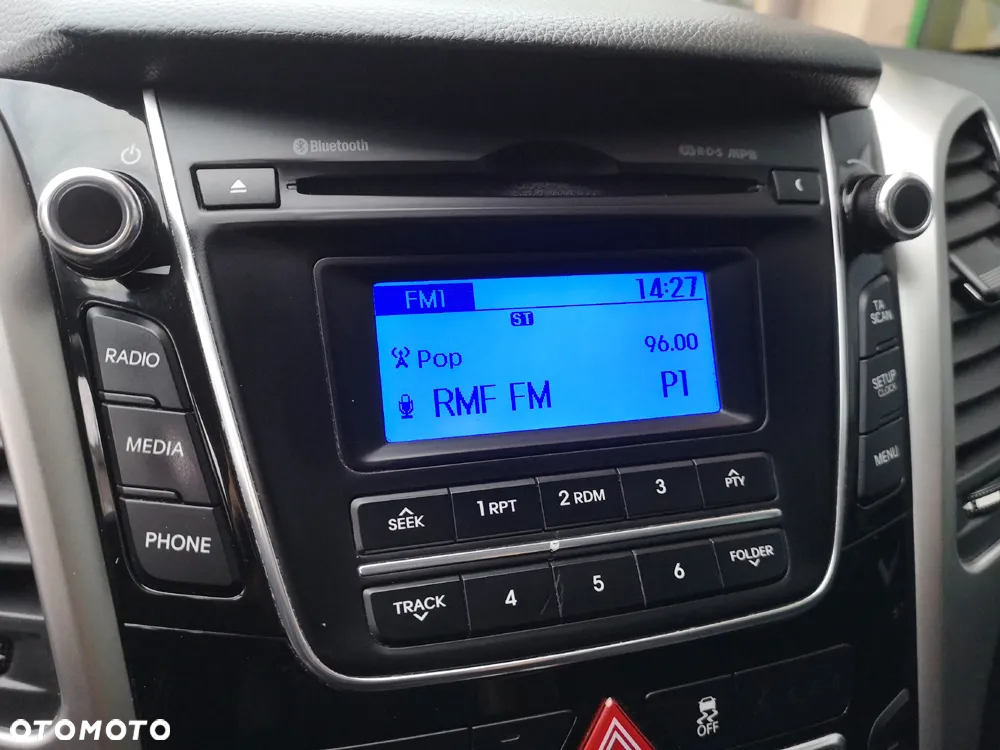 Bluetooth
R·D·S MP3
FM1
14:27
ST
Pop
96.00
RMF FM
P1
RADIO
MEDIA
PHONE
TA
SCAN
SETUP
CLOCK
MENU
SEEK
1 RPT
2 RDM
3
PTY
TRACK
4
5
6
FOLDER
OFF
OTOMOTO